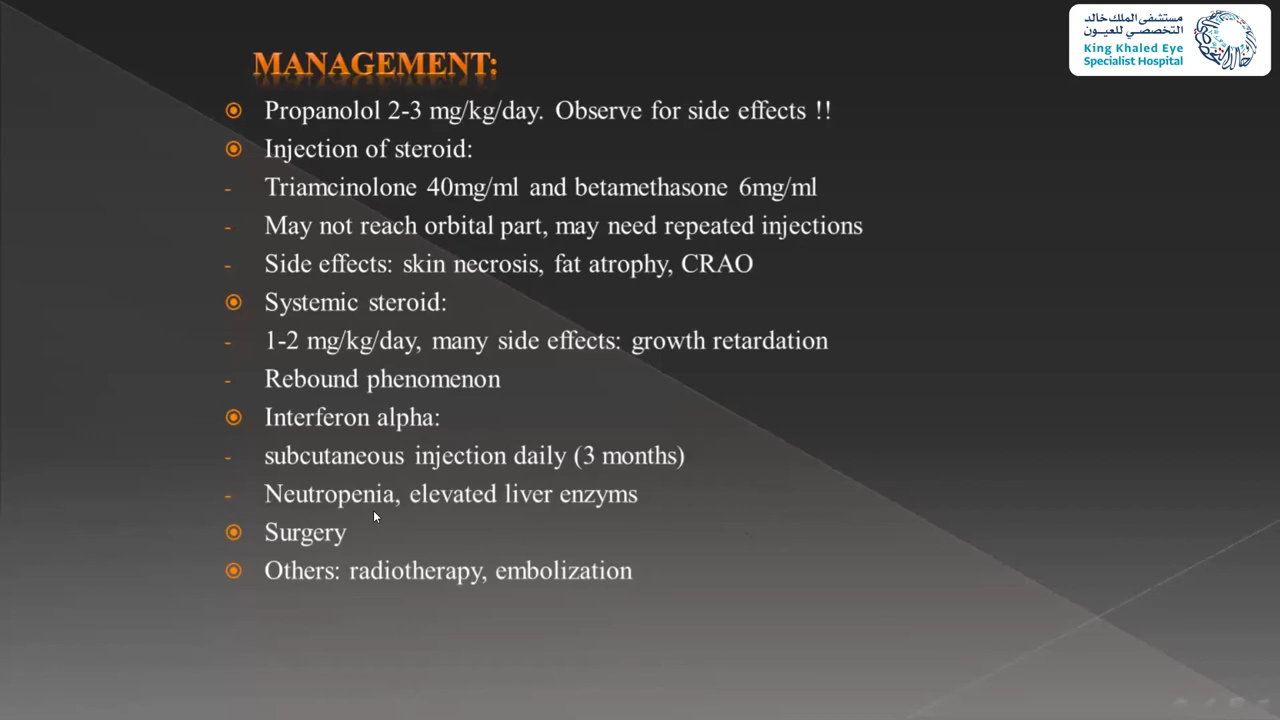 مستشفى الملك خالد
التخصصي للعيون
King Khaled Eye
Specialist Hospital
MANAGEMENT:
Propanolol 2-3 mg/kg/day. Observe for side effects !!
Injection of steroid:
- Triamcinolone 40mg/ml and betamethasone 6mg/ml
- May not reach orbital part, may need repeated injections
- Side effects: skin necrosis, fat atrophy, CRAO
Systemic steroid:
- 1-2 mg/kg/day, many side effects: growth retardation
- Rebound phenomenon
Interferon alpha:
- subcutaneous injection daily (3 months)
- Neutropenia, elevated liver enzyms
Surgery
Others: radiotherapy, embolization